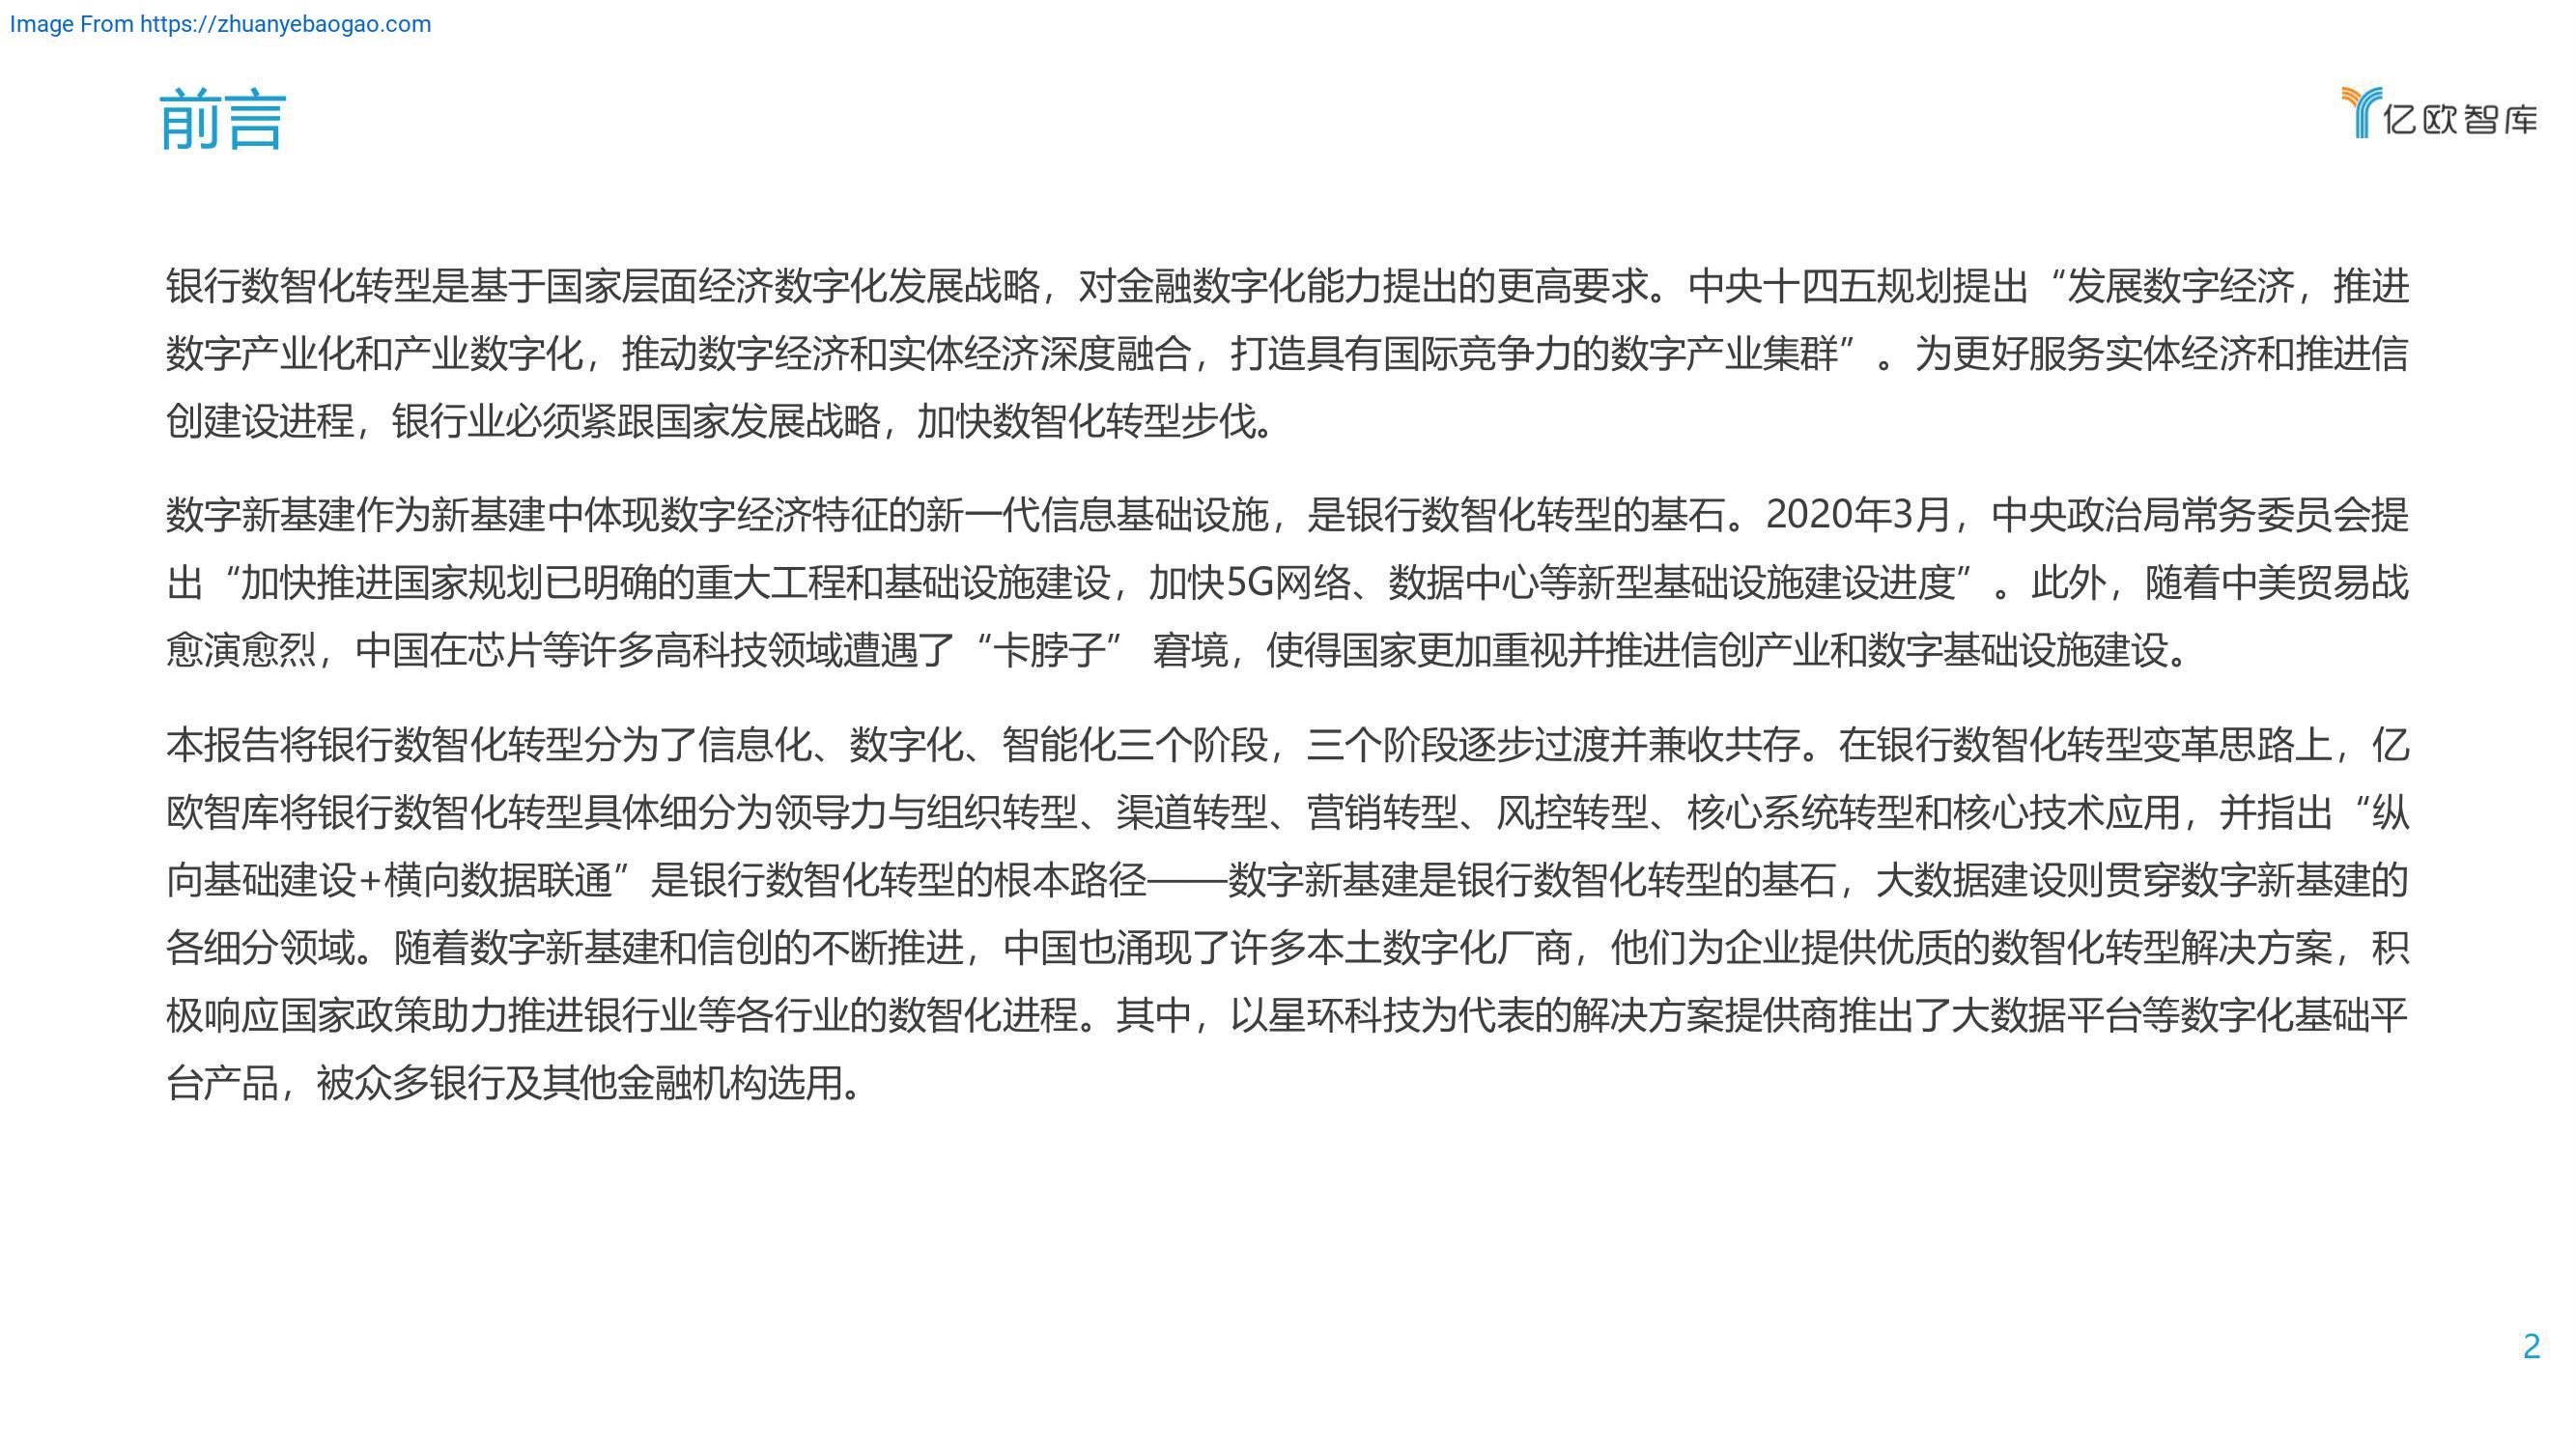 Image From https://zhuanyebaogao.com
前言
亿欧智库
银行数智化转型是基于国家层面经济数字化发展战略，对金融数字化能力提出的更高要求。中央十四五规划提出“发展数字经济，推进
数字产业化和产业数字化，推动数字经济和实体经济深度融合，打造具有国际竞争力的数字产业集群”。为更好服务实体经济和推进信
创建设进程，银行业必须紧跟国家发展战略，加快数智化转型步伐。
数字新基建作为新基建中体现数字经济特征的新一代信息基础设施，是银行数智化转型的基石。2020年3月，中央政治局常务委员会提
出“加快推进国家规划已明确的重大工程和基础设施建设，加快5G网络、数据中心等新型基础设施建设进度”。此外，随着中美贸易战
愈演愈烈，中国在芯片等许多高科技领域遭遇了“卡脖子” 窘境，使得国家更加重视并推进信创产业和数字基础设施建设。
本报告将银行数智化转型分为了信息化、数字化、智能化三个阶段，三个阶段逐步过渡并兼收共存。在银行数智化转型变革思路上，亿
欧智库将银行数智化转型具体细分为领导力与组织转型、渠道转型、营销转型、风控转型、核心系统转型和核心技术应用，并指出“纵
向基础建设+横向数据联通”是银行数智化转型的根本路径——数字新基建是银行数智化转型的基石，大数据建设则贯穿数字新基建的
各细分领域。随着数字新基建和信创的不断推进，中国也涌现了许多本土数字化厂商，他们为企业提供优质的数智化转型解决方案，积
极响应国家政策助力推进银行业等各行业的数智化进程。其中，以星环科技为代表的解决方案提供商推出了大数据平台等数字化基础平
台产品，被众多银行及其他金融机构选用。
2